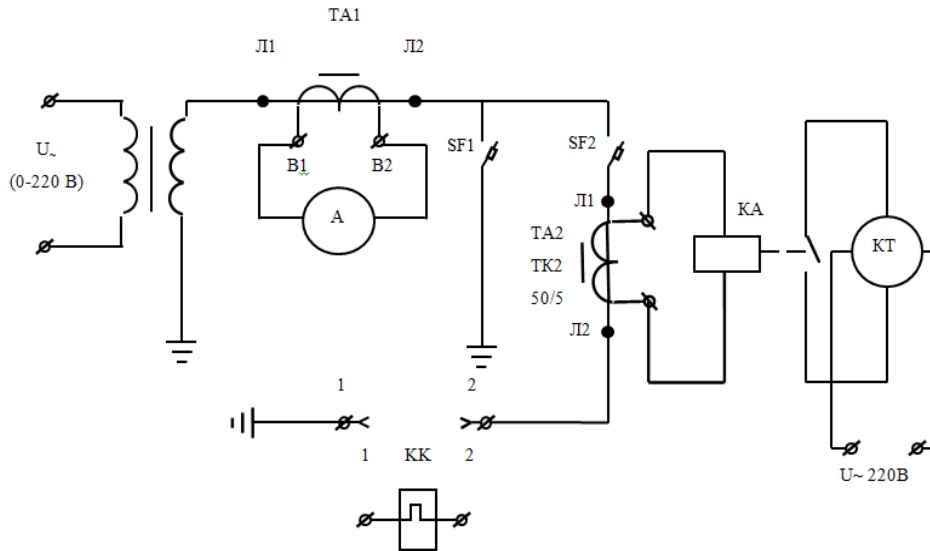 ТА1
Л1 Л2
U~
(0-220 В)
В1 В2
А
SF1
SF2
Л1
ТА2
ТК2
50/5
Л2
КА
КТ
1 2
1 КК 2
U~ 220В